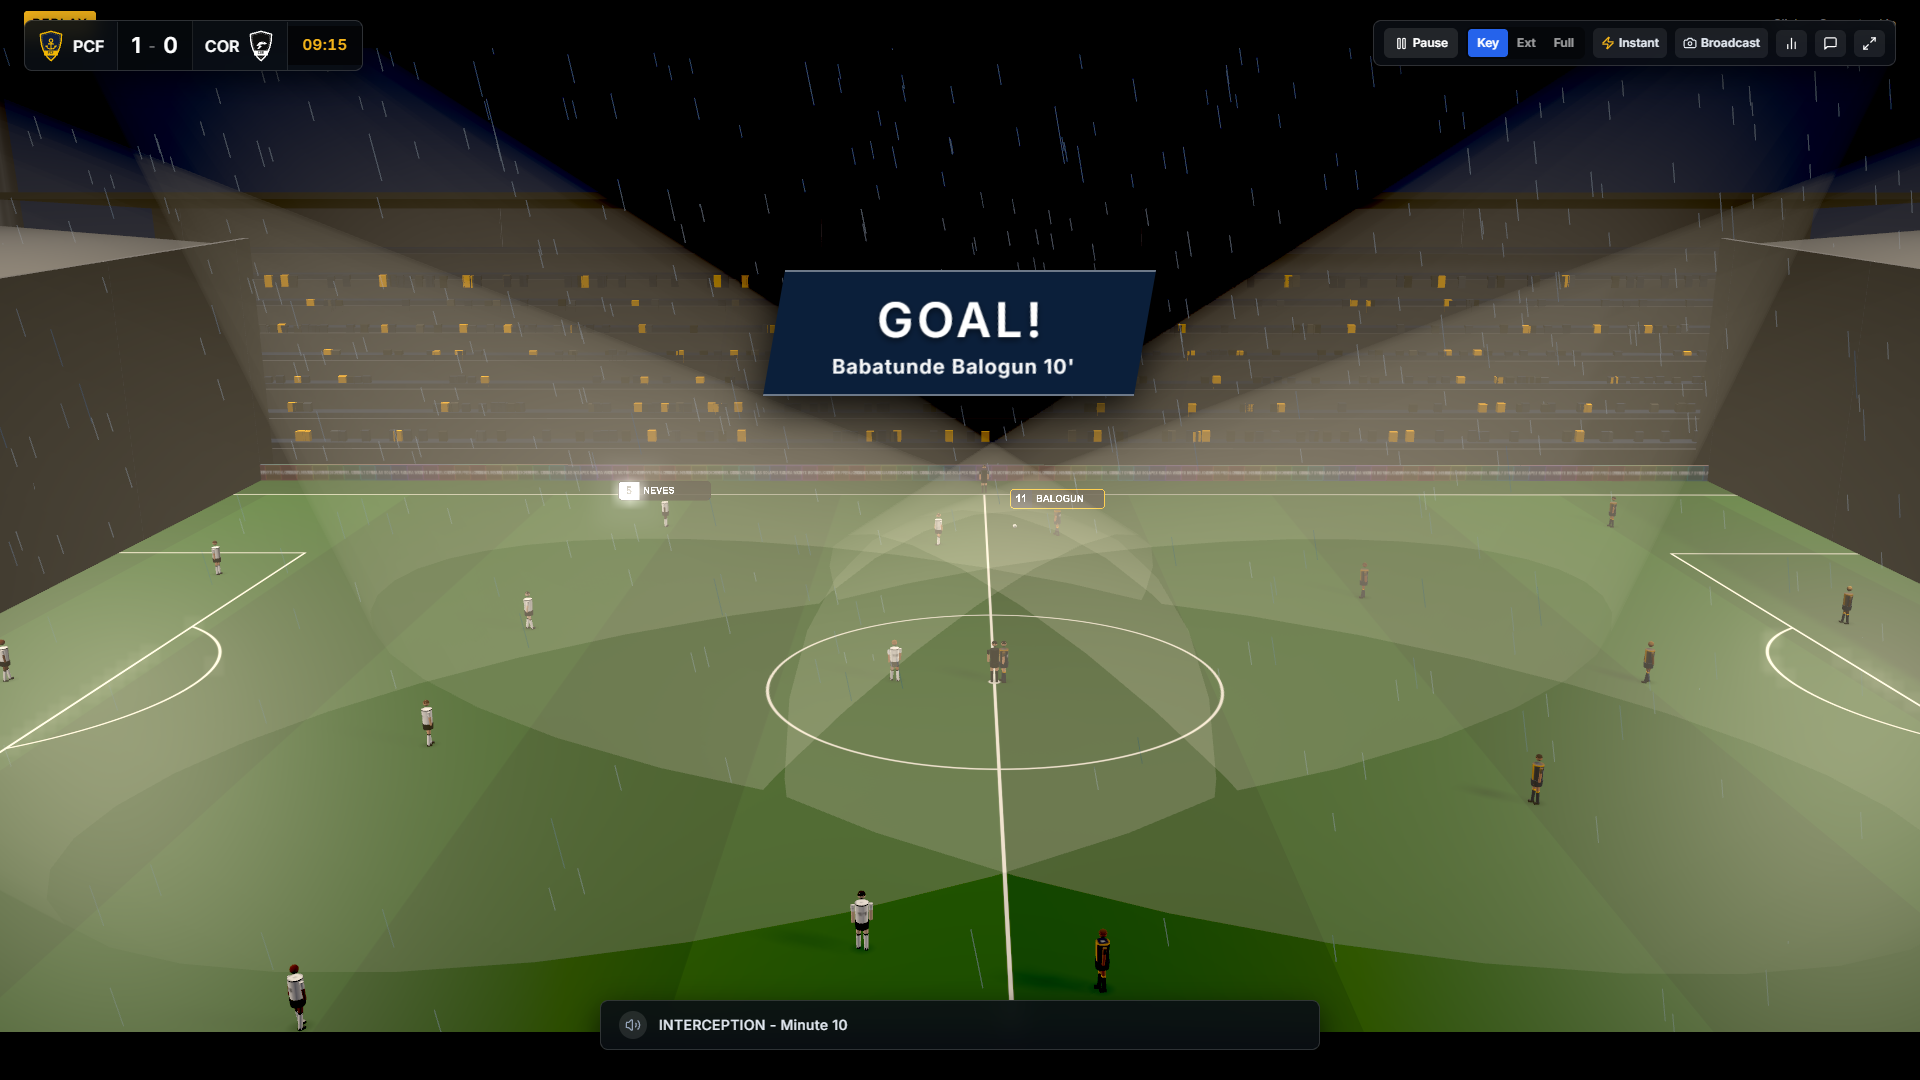 PCF 1 - 0 COR 09:15
Pause Key Ext Full Instant Broadcast
GOAL!
Babatunde Balogun 10'
5 NEVES
11 BALOGUN
INTERCEPTION - Minute 10